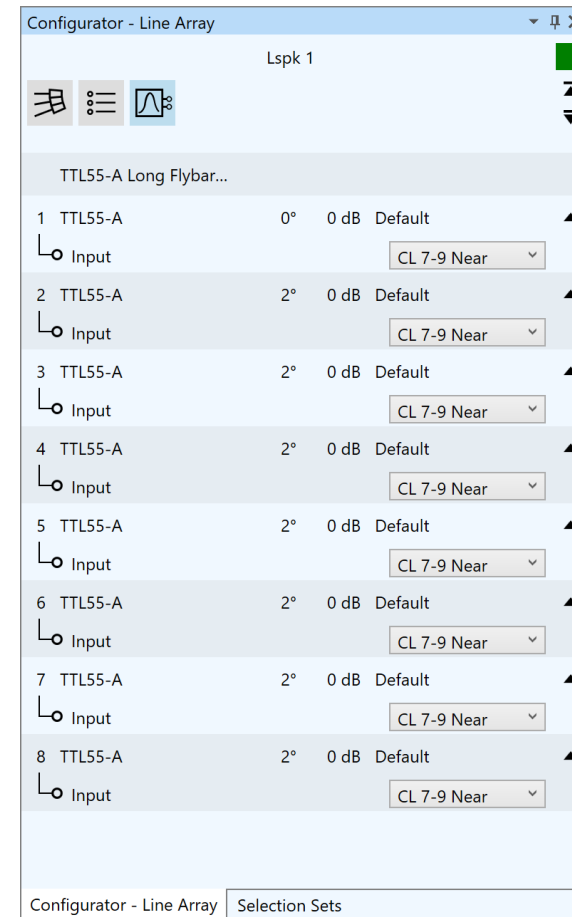 Configurator - Line Array
Lspk 1
TTL55-A Long Flybar...
1 TTL55-A 0° 0 dB Default
Input CL 7-9 Near
2 TTL55-A 2° 0 dB Default
Input CL 7-9 Near
3 TTL55-A 2° 0 dB Default
Input CL 7-9 Near
4 TTL55-A 2° 0 dB Default
Input CL 7-9 Near
5 TTL55-A 2° 0 dB Default
Input CL 7-9 Near
6 TTL55-A 2° 0 dB Default
Input CL 7-9 Near
7 TTL55-A 2° 0 dB Default
Input CL 7-9 Near
8 TTL55-A 2° 0 dB Default
Input CL 7-9 Near
Configurator - Line Array Selection Sets